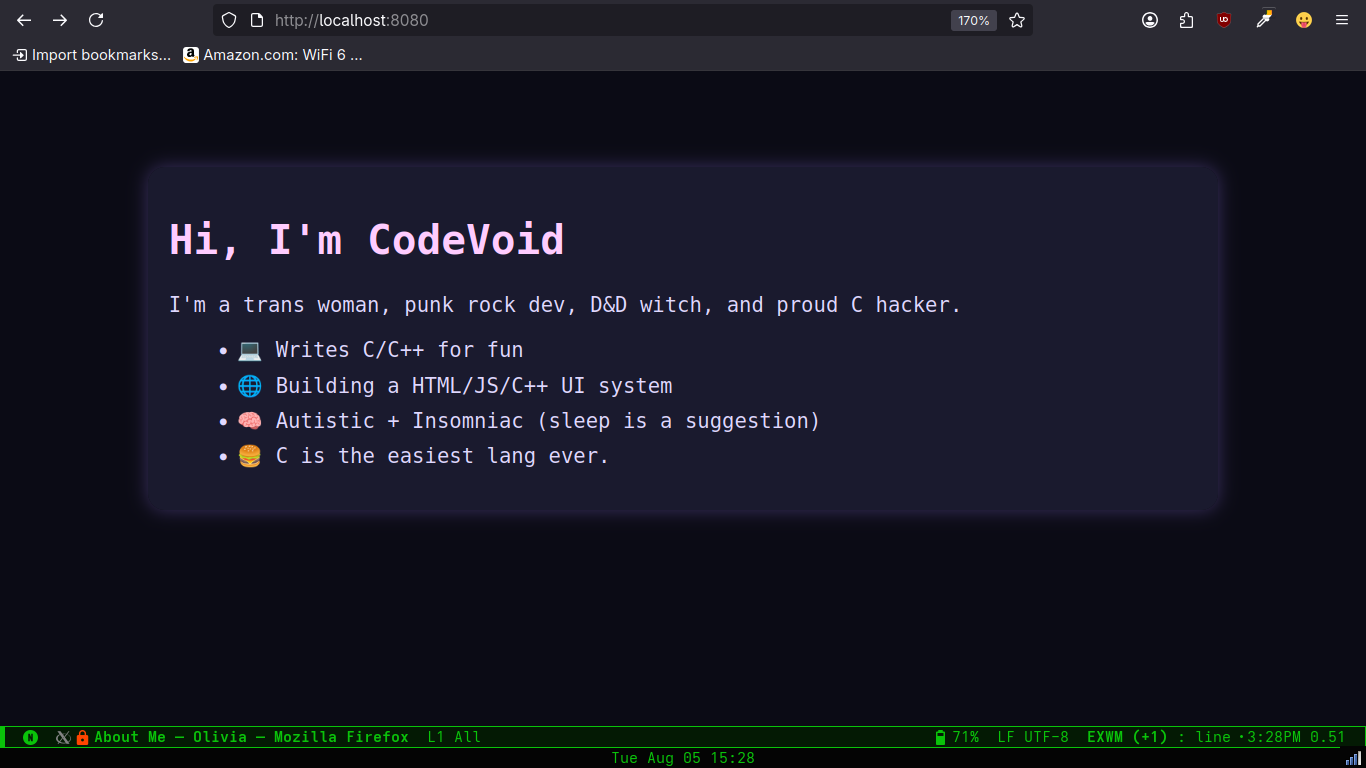 http://localhost:8080
170%
Import bookmarks...
Amazon.com: WiFi 6 ...
Hi, I'm CodeVoid
I'm a trans woman, punk rock dev, D&D witch, and proud C hacker.
• 💻 Writes C/C++ for fun
• 🌐 Building a HTML/JS/C++ UI system
• 🧠 Autistic + Insomniac (sleep is a suggestion)
• 🍔 C is the easiest lang ever.
N About Me — Olivia — Mozilla Firefox L1 All 71% LF UTF-8 EXWM (+1) : line ·3:28PM 0.51
Tue Aug 05 15:28